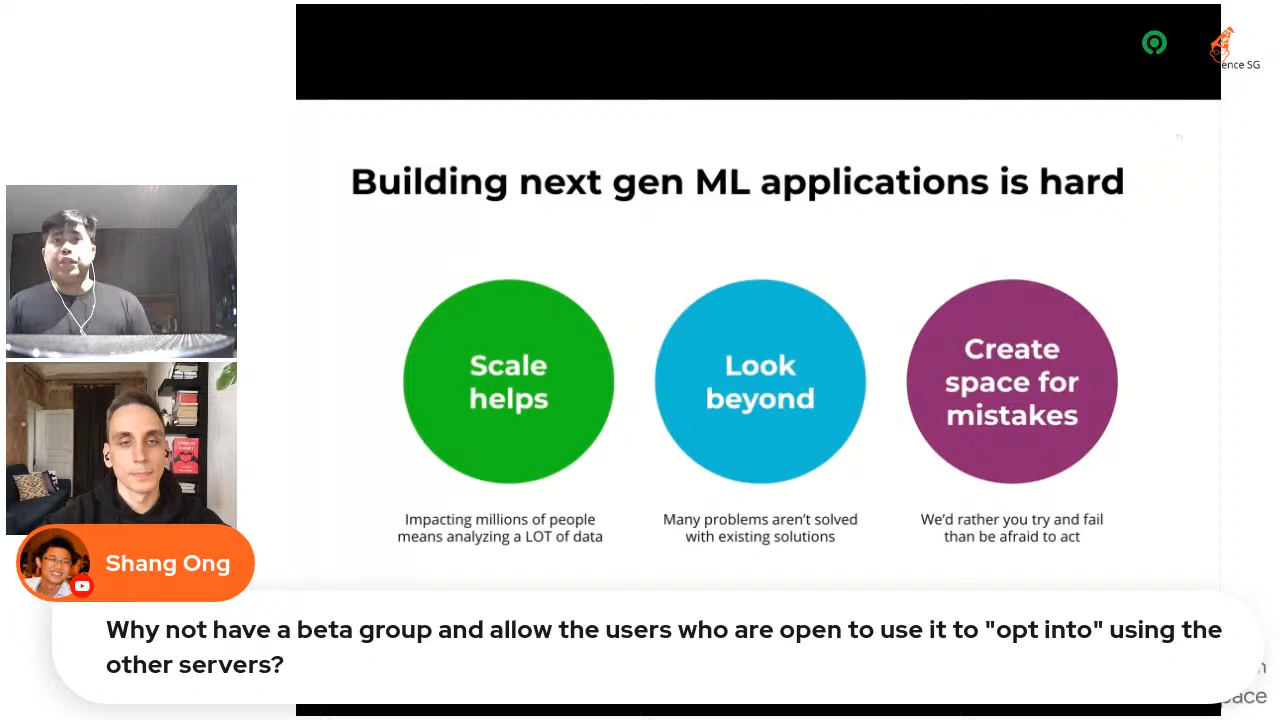 ence SG
Building next gen ML applications is hard
Scale
helps
Look
beyond
Create
space for
mistakes
Impacting millions of people
means analyzing a LOT of data
Many problems aren't solved
with existing solutions
We'd rather you try and fail
than be afraid to act
Shang Ong
Why not have a beta group and allow the users who are open to use it to "opt into" using the
other servers?